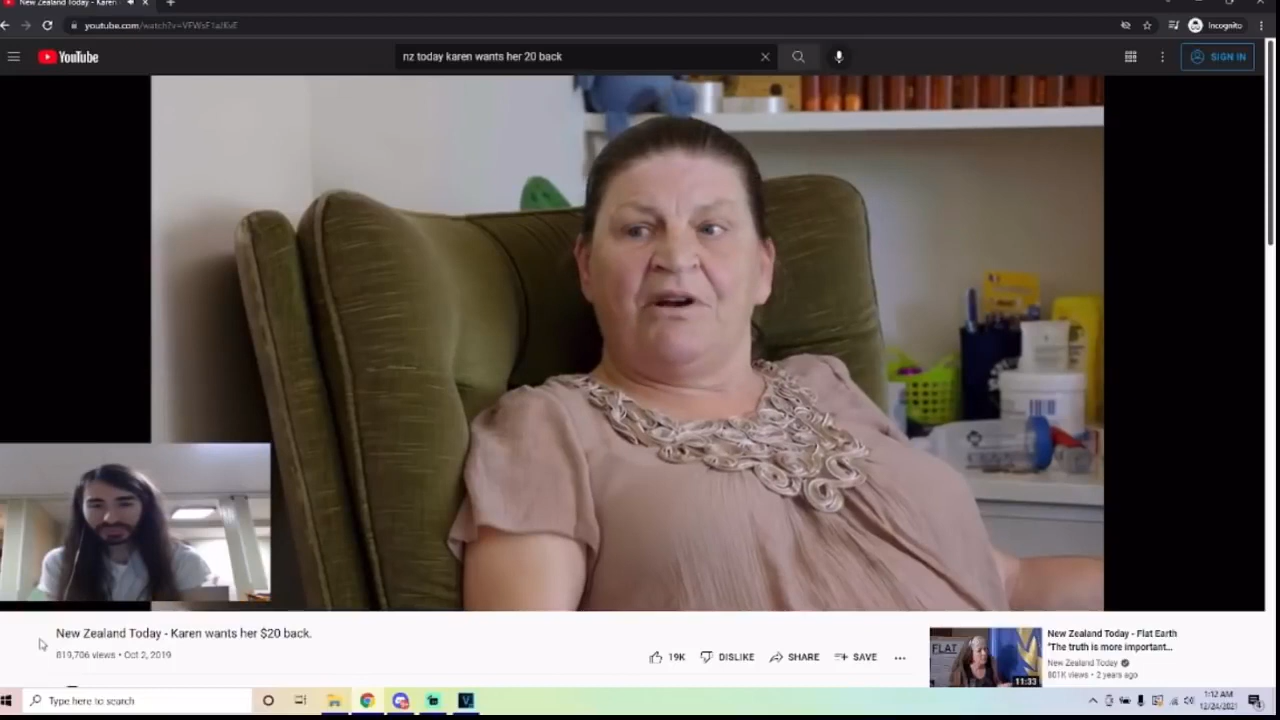 New Zealand Today - Karen
youtube.com/watch?v=
Incognito
YouTube
nz today karen wants her 20 back
SIGN IN
New Zealand Today - Karen wants her $20 back.
819,706 views • Oct 2, 2019
19K
DISLIKE
SHARE
SAVE
FLAT
11:33
New Zealand Today - Flat Earth
"The truth is more important...
New Zealand Today
801K views • 2 years ago
Type here to search
1:12 AM
12/24/2021